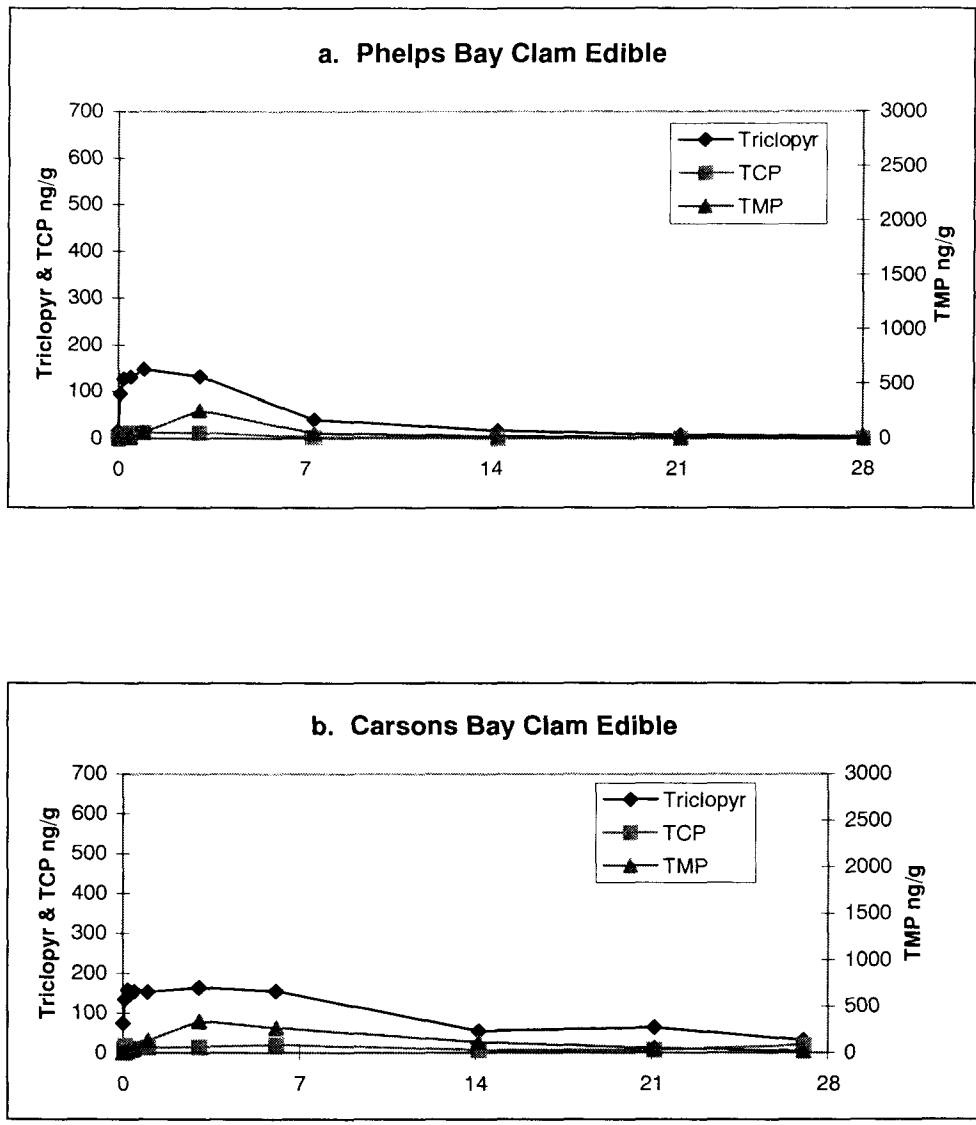 a. Phelps Bay Clam Edible
700
600
500
400
300
200
100
0
Triclopyr & TCP ng/g
3000
2500
2000
1500
1000
500
0
TMP ng/g
Triclopyr
TCP
TMP
0 7 14 21 28
b. Carsons Bay Clam Edible
700
600
500
400
300
200
100
0
Triclopyr & TCP ng/g
3000
2500
2000
1500
1000
500
0
TMP ng/g
Triclopyr
TCP
TMP
0 7 14 21 28